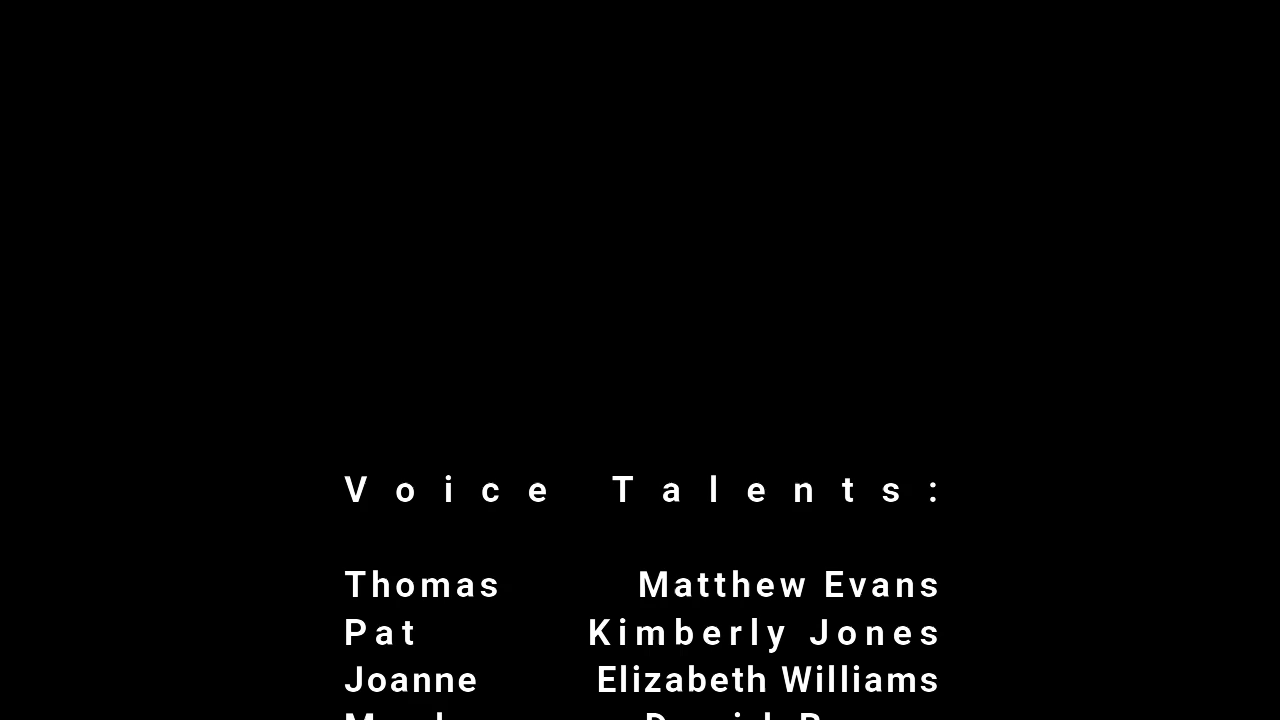 Voice Talents:
Thomas Matthew Evans
Pat Kimberly Jones
Joanne Elizabeth Williams